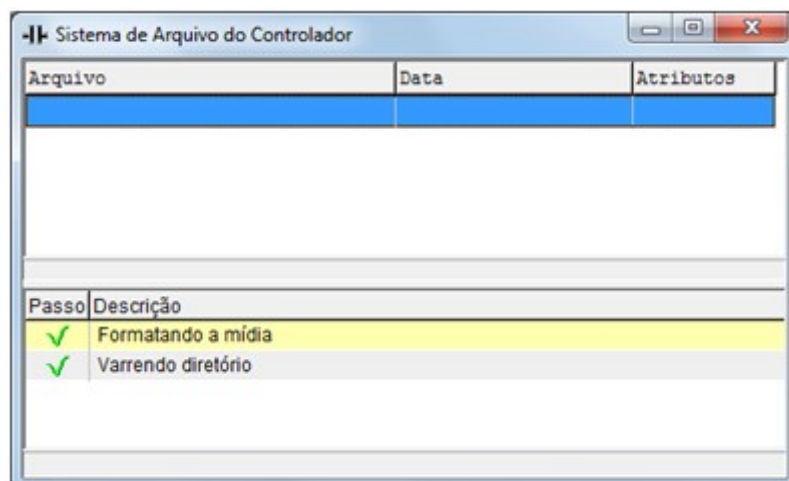 Sistema de Arquivo do Controlador
Arquivo Data Atributos
Passo Descrição
Formatando a mídia
Varrendo diretório